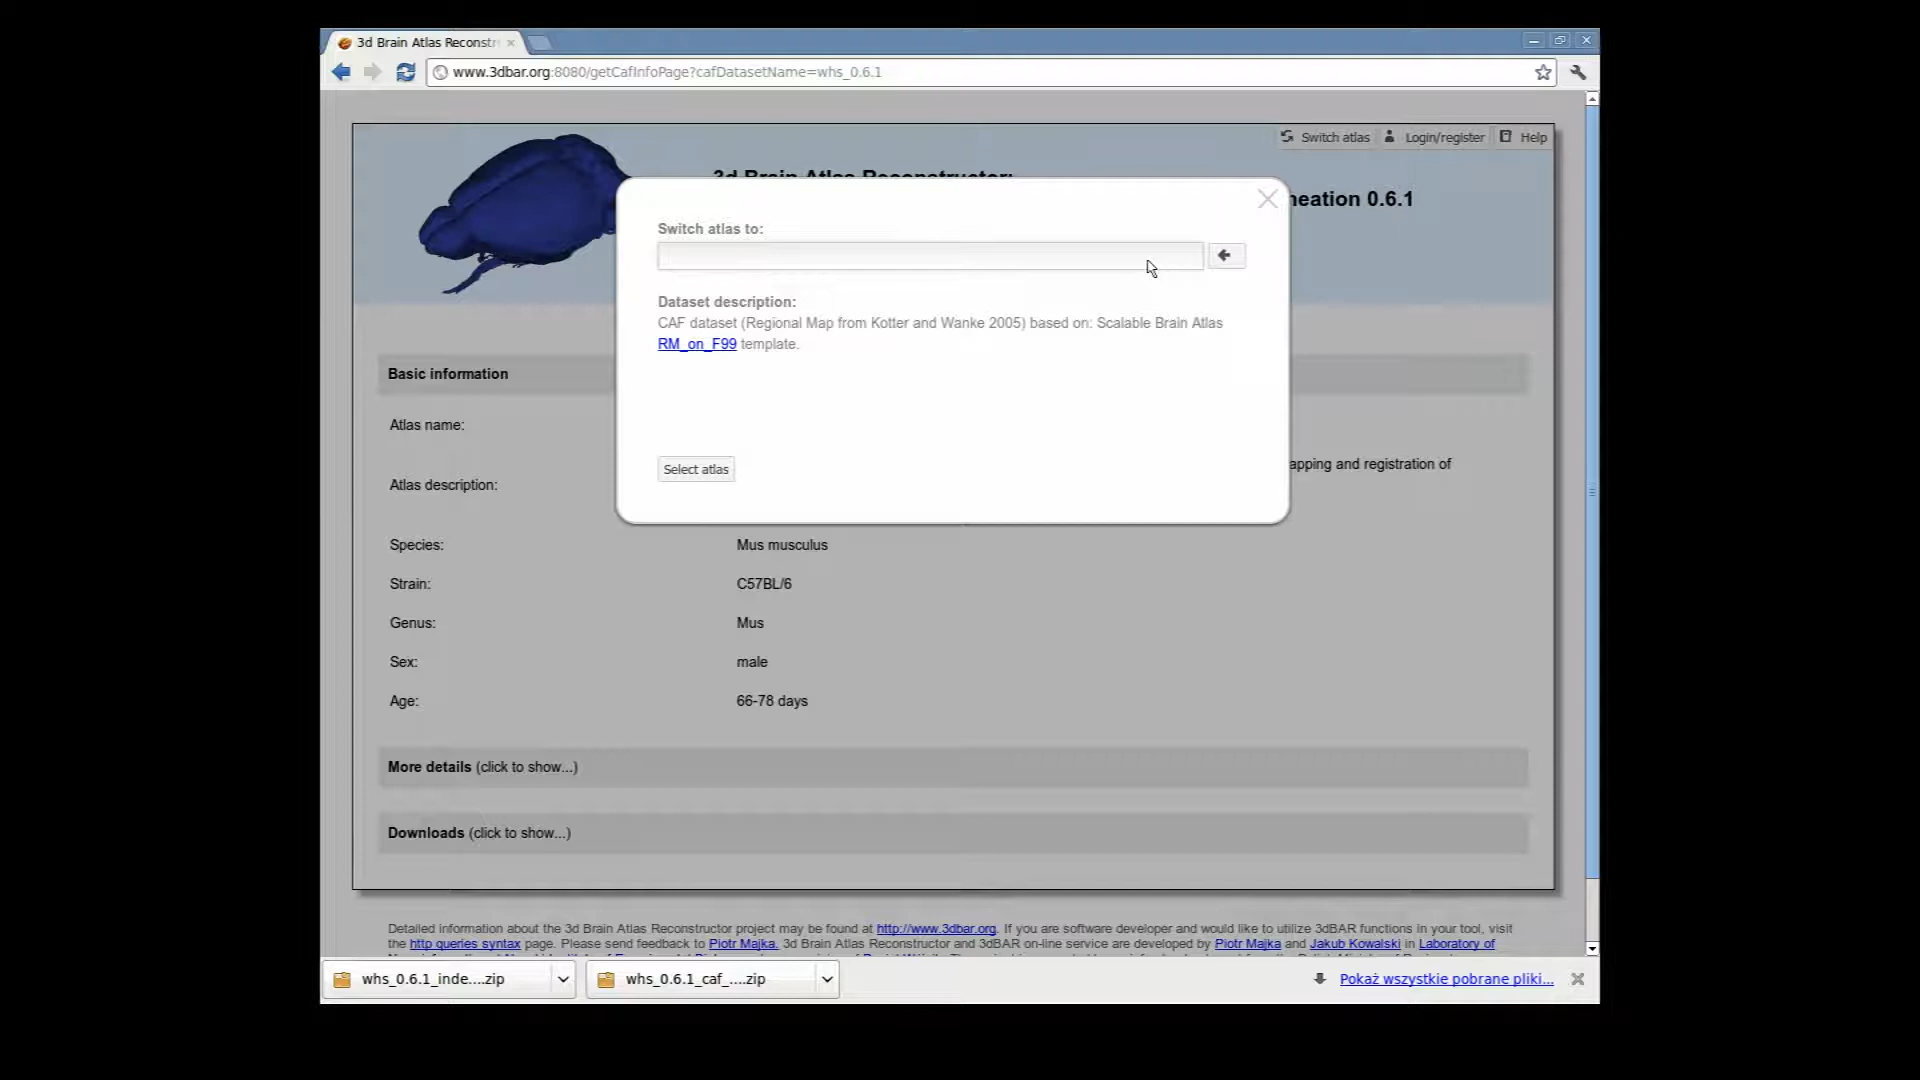 3d Brain Atlas Reconstr
www.3dbar.org:8080/getCafInfoPage?cafDatasetName=whs_0.6.1
Switch atlas Login/register Help
3d Brain Atlas Reconstructor:
neation 0.6.1
Switch atlas to:
Dataset description:
CAF dataset (Regional Map from Kotter and Wanke 2005) based on: Scalable Brain Atlas
RM_on_F99 template.
Select atlas
Basic information
Atlas name:
apping and registration of
Atlas description:
Species: Mus musculus
Strain: C57BL/6
Genus: Mus
Sex: male
Age: 66-78 days
More details (click to show...)
Downloads (click to show...)
Detailed information about the 3d Brain Atlas Reconstructor project may be found at http://www.3dbar.org. If you are software developer and would like to utilize 3dBAR functions in your tool, visit
the http queries syntax page. Please send feedback to Piotr Majka. 3d Brain Atlas Reconstructor and 3dBAR on-line service are developed by Piotr Majka and Jakub Kowalski in Laboratory of
whs_0.6.1_inde....zip whs_0.6.1_caf_....zip Pokaż wszystkie pobrane pliki...